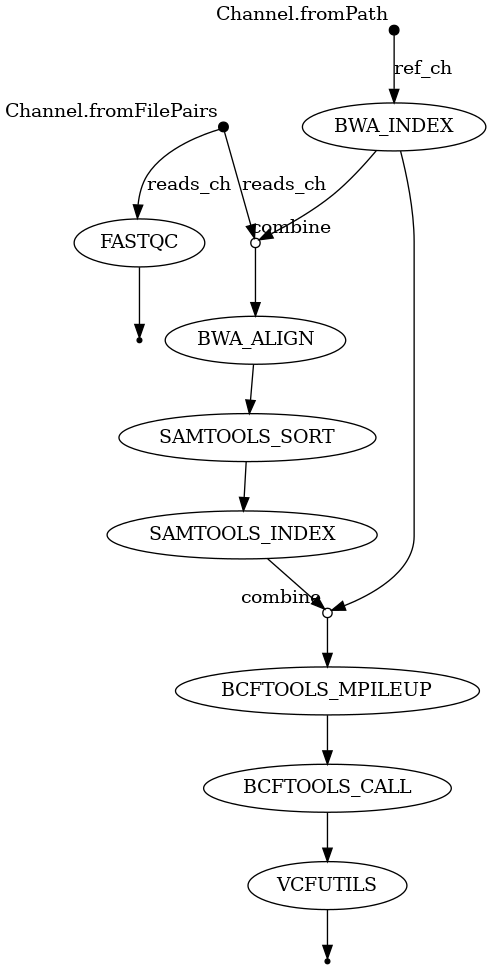 Channel.fromPath
ref_ch
Channel.fromFilePairs
BWA_INDEX
reads_ch
reads_ch
combine
FASTQC
BWA_ALIGN
SAMTOOLS_SORT
SAMTOOLS_INDEX
combine
BCFTOOLS_MPILEUP
BCFTOOLS_CALL
VCFUTILS